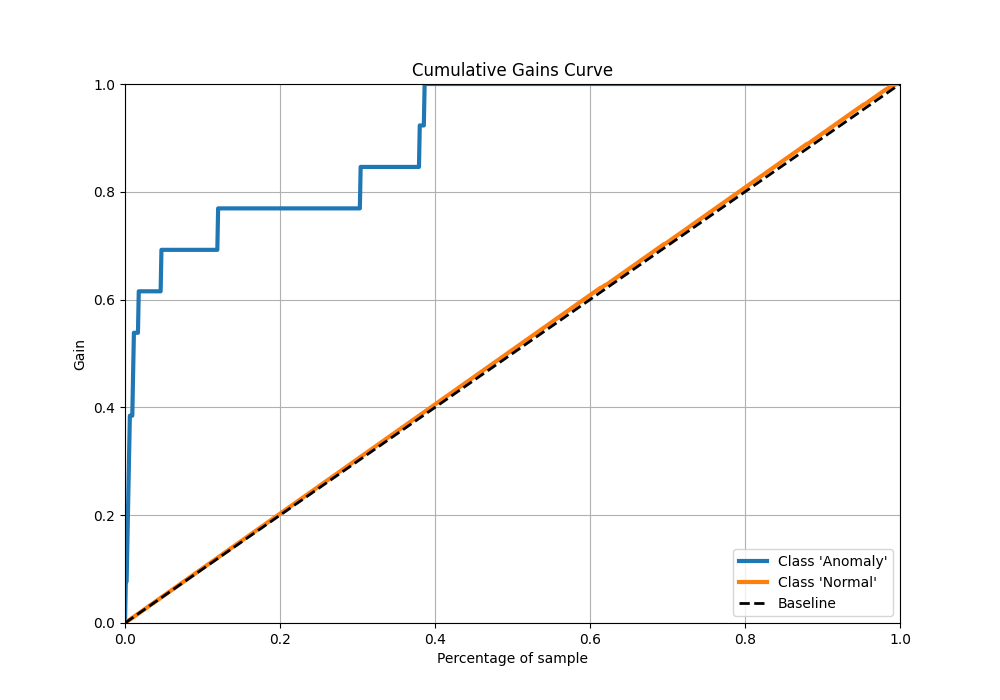 Cumulative Gains Curve
1.0
0.8
0.6
0.4
0.2
0.0
Gain
0.0 0.2 0.4 0.6 0.8 1.0
Percentage of sample
Class 'Anomaly'
Class 'Normal'
Baseline